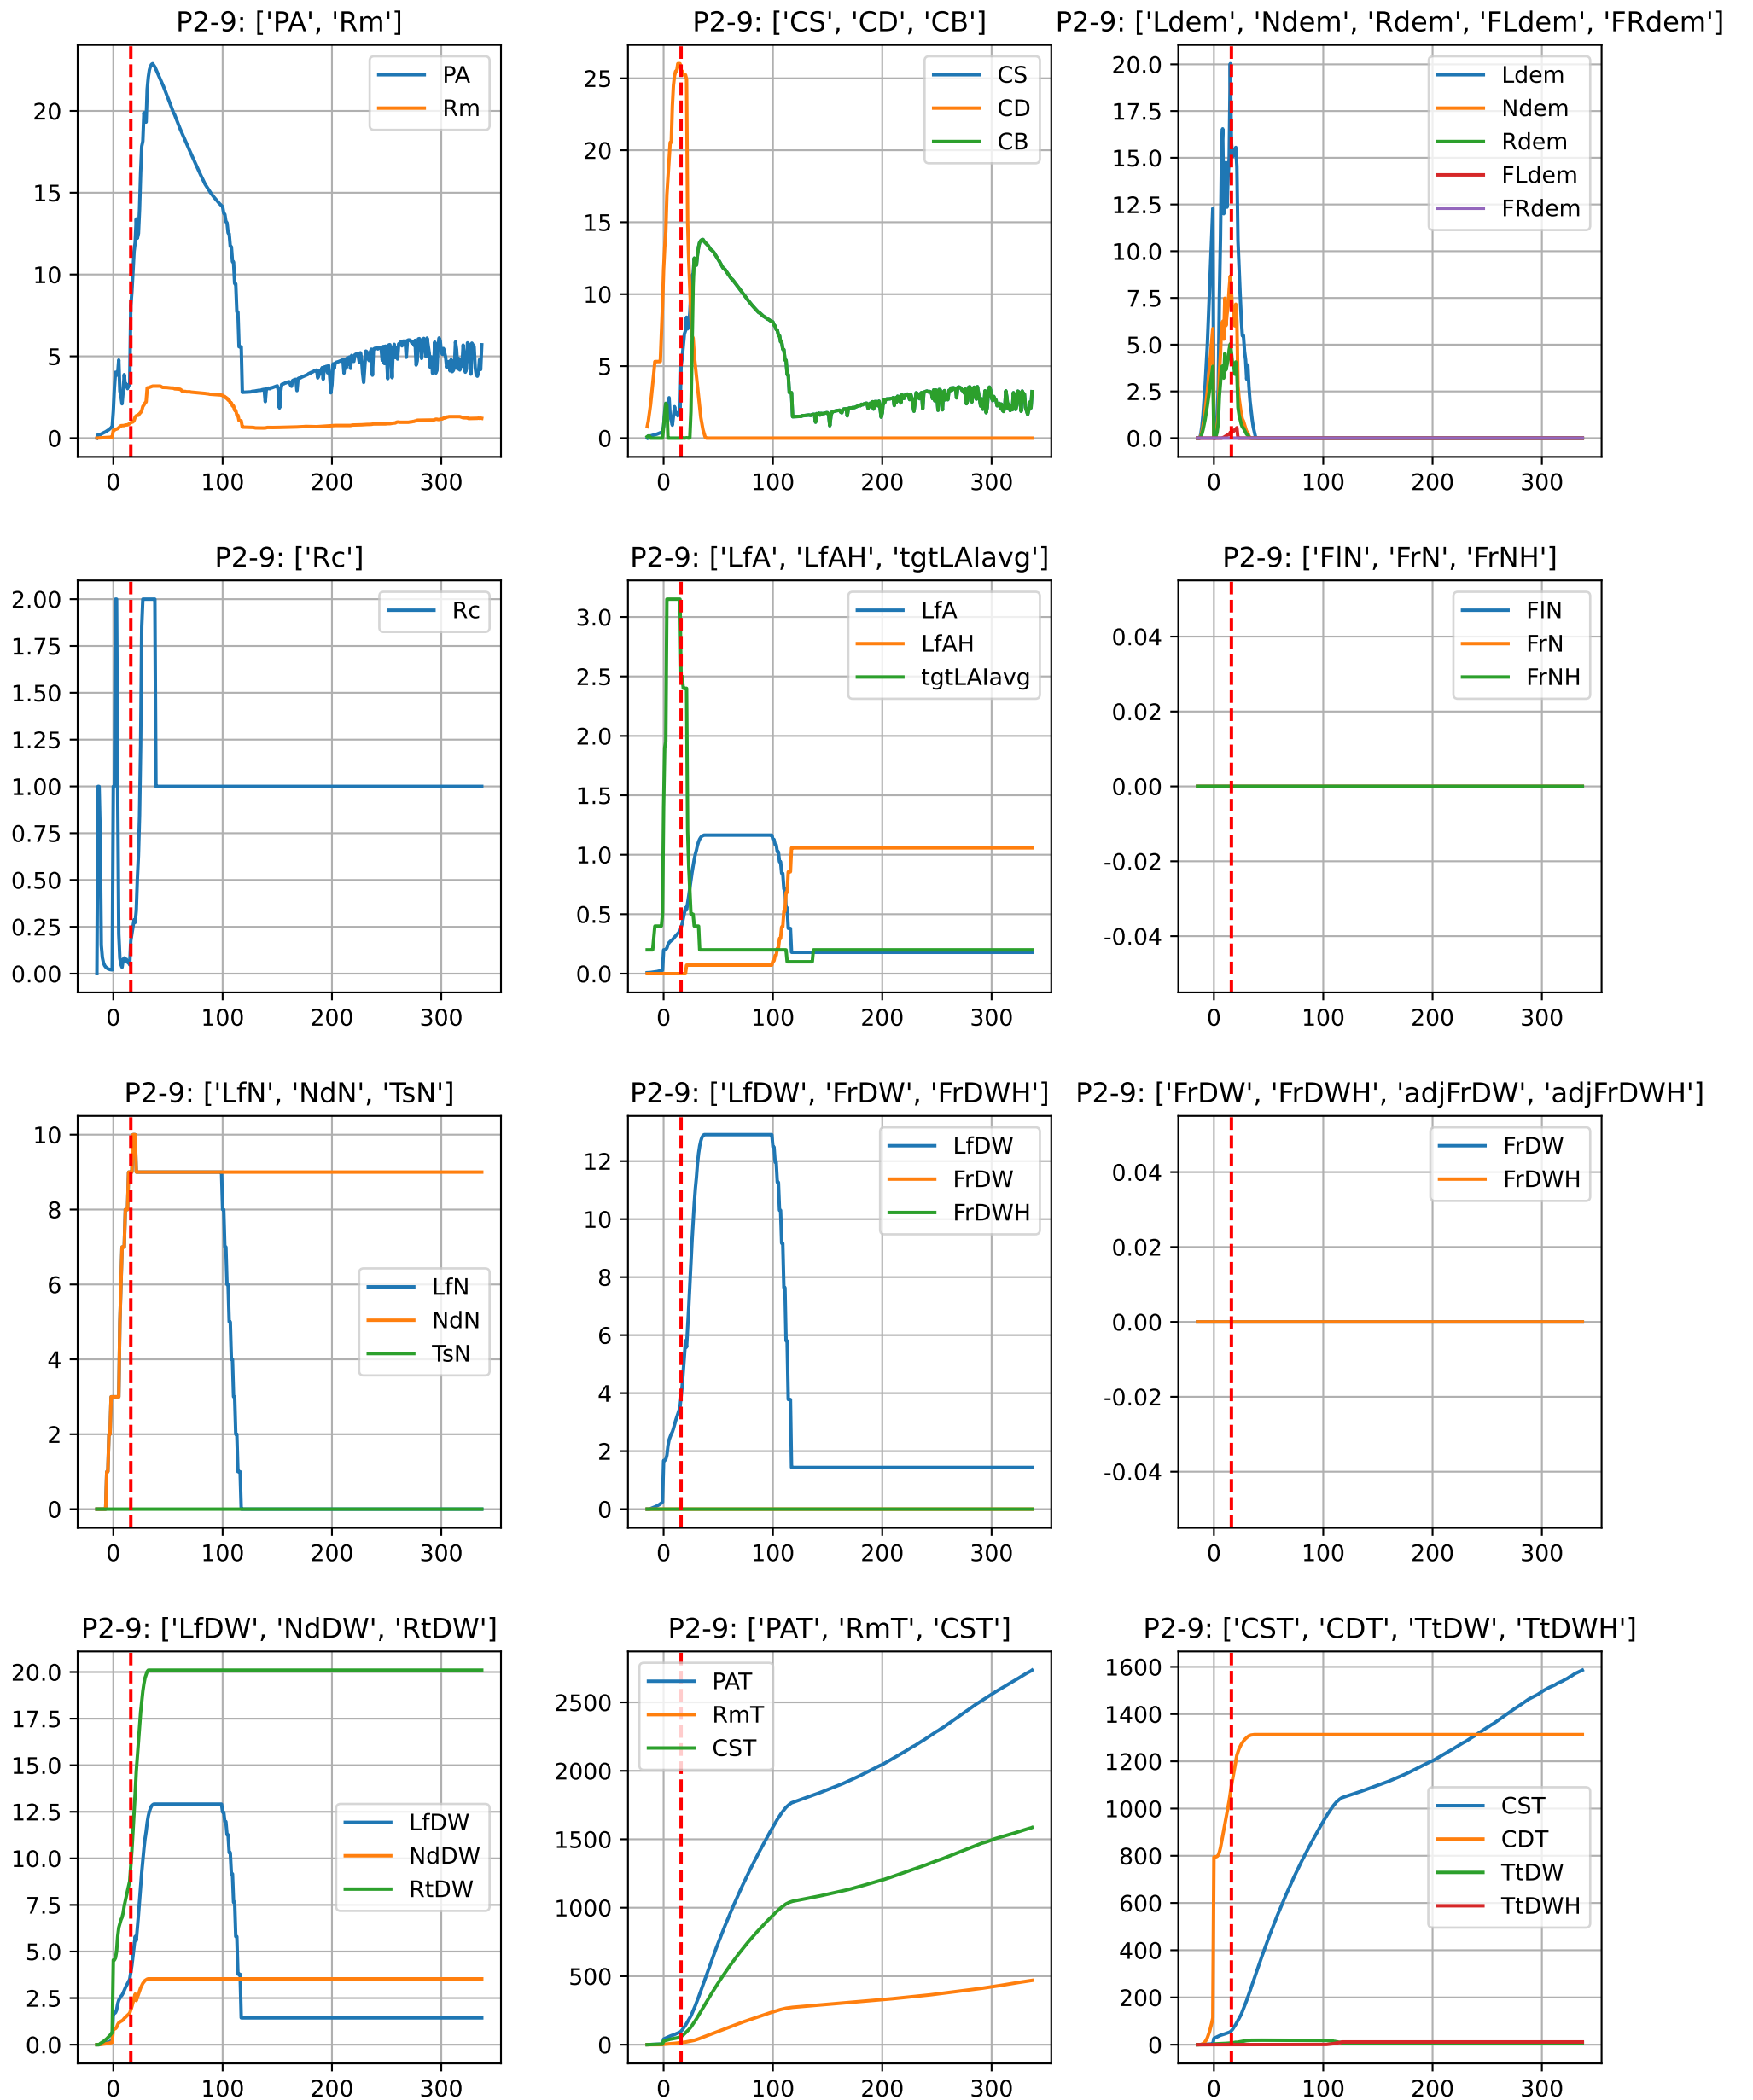 P2-9: ['PA', 'Rm']
PA
Rm
20
15
10
5
0
0 100 200 300
P2-9: ['CS', 'CD', 'CB']
CS
CD
CB
25
20
15
10
5
0
0 100 200 300
P2-9: ['Ldem', 'Ndem', 'Rdem', 'FLdem', 'FRdem']
Ldem
Ndem
Rdem
FLdem
FRdem
20.0
17.5
15.0
12.5
10.0
7.5
5.0
2.5
0.0
0 100 200 300
P2-9: ['Rc']
Rc
2.00
1.75
1.50
1.25
1.00
0.75
0.50
0.25
0.00
0 100 200 300
P2-9: ['LfA', 'LfAH', 'tgtLAIavg']
LfA
LfAH
tgtLAIavg
3.0
2.5
2.0
1.5
1.0
0.5
0.0
0 100 200 300
P2-9: ['FlN', 'FrN', 'FrNH']
FlN
FrN
FrNH
0.04
0.02
0.00
-0.02
-0.04
0 100 200 300
P2-9: ['LfN', 'NdN', 'TsN']
LfN
NdN
TsN
10
8
6
4
2
0
0 100 200 300
P2-9: ['LfDW', 'FrDW', 'FrDWH']
LfDW
FrDW
FrDWH
12
10
8
6
4
2
0
0 100 200 300
P2-9: ['FrDW', 'FrDWH', 'adjFrDW', 'adjFrDWH']
FrDW
FrDWH
0.04
0.02
0.00
-0.02
-0.04
0 100 200 300
P2-9: ['LfDW', 'NdDW', 'RtDW']
LfDW
NdDW
RtDW
20.0
17.5
15.0
12.5
10.0
7.5
5.0
2.5
0.0
0 100 200 300
P2-9: ['PAT', 'RmT', 'CST']
PAT
RmT
CST
2500
2000
1500
1000
500
0
0 100 200 300
P2-9: ['CST', 'CDT', 'TtDW', 'TtDWH']
CST
CDT
TtDW
TtDWH
1600
1400
1200
1000
800
600
400
200
0
0 100 200 300